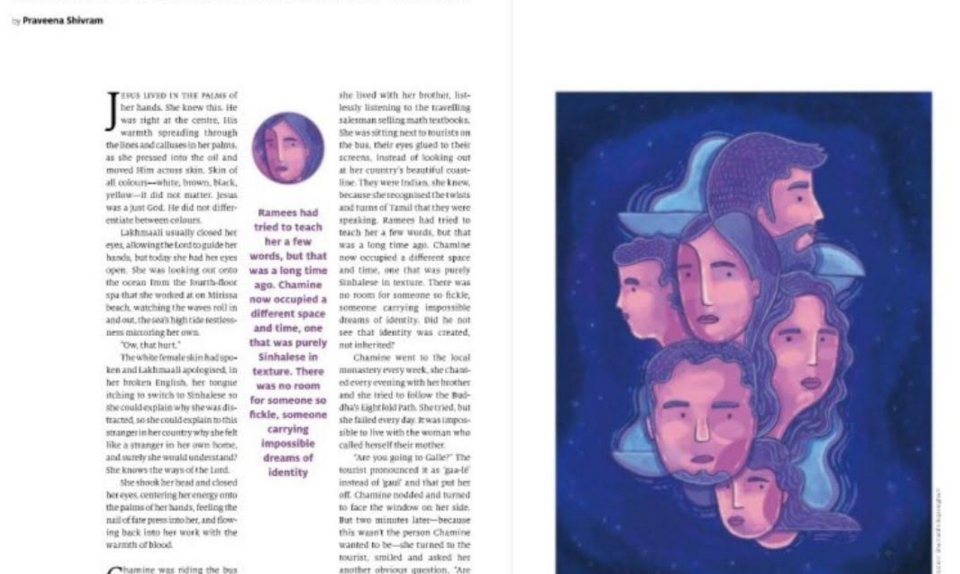 by Praveena Shivram
JESUS LIVED IN THE PALMS of
her hands. She knew this. He
was right at the centre, His
warmth spreading through
the lines and calluses in her palms,
as she pressed into the oil and
moved Him across skin. Skin of
all colours—white, brown, black,
yellow—it did not matter. Jesus
was a just God. He did not differ-
entiate between colours.
Lakhmaali usually closed her
eyes, allowing the Lord to guide her
hands, but today she had her eyes
open. She was looking out onto
the ocean from the fourth-floor
spa that she worked at on Mirissa
beach, watching the waves roll in
and out, the sea's high tide restless-
ness mirroring her own.
"Ow, that hurt."
The white female skin had spo-
ken and Lakhmaali apologised, in
her broken English, her tongue
itching to switch to Sinhalese so
she could explain why she was dis-
tracted, so she could explain to this
stranger in her country why she felt
like a stranger in her own home,
and surely she would understand?
She knows the ways of the Lord.
She shook her head and closed
her eyes, centering her energy onto
the palms of her hands, feeling the
nail of fate press into her, and flow-
ing back into her work with the
warmth of blood.
Chamine was riding the bus
Ramees had
tried to teach
her a few
words, but that
was a long time
ago. Chamine
now occupied a
different space
and time, one
that was purely
Sinhalese in
texture. There
was no room
for someone so
fickle, someone
carrying
impossible
dreams of
identity
she lived with her brother, list-
lessly listening to the travelling
salesman selling math textbooks.
She was sitting next to tourists on
the bus, their eyes glued to their
screens, instead of looking out
at her country's beautiful coast-
line. They were Indian, she knew,
because she recognised the twists
and turns of Tamil that they were
speaking. Ramees had tried to
teach her a few words, but that
was a long time ago. Chamine
now occupied a different space
and time, one that was purely
Sinhalese in texture. There was
no room for someone so fickle,
someone carrying impossible
dreams of identity. Did he not
see that identity was created,
not inherited?
Chamine went to the local
monastery every week, she chant-
ed every evening with her brother
and she tried to follow the Bud-
dha's Eightfold Path. She tried, but
she failed every day. It was impos-
sible to live with the woman who
called herself their mother.
"Are you going to Galle?" The
tourist pronounced it as 'gaa-lé'
instead of 'gaul' and that put her
off. Chamine nodded and turned
to face the window on her side.
But two minutes later—because
this wasn't the person Chamine
wanted to be—she turned to the
tourist, smiled and asked her
another obvious question, "Are